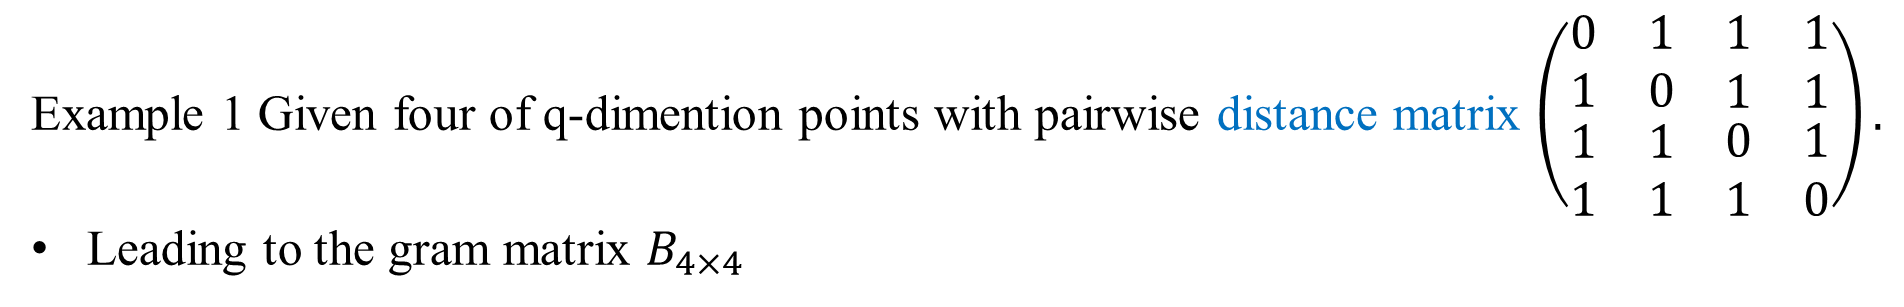 Example 1 Given four of q-dimention points with pairwise distance matrix
0 1 1 1
1 0 1 1
1 1 0 1
1 1 1 0
.
• Leading to the gram matrix B₄×₄